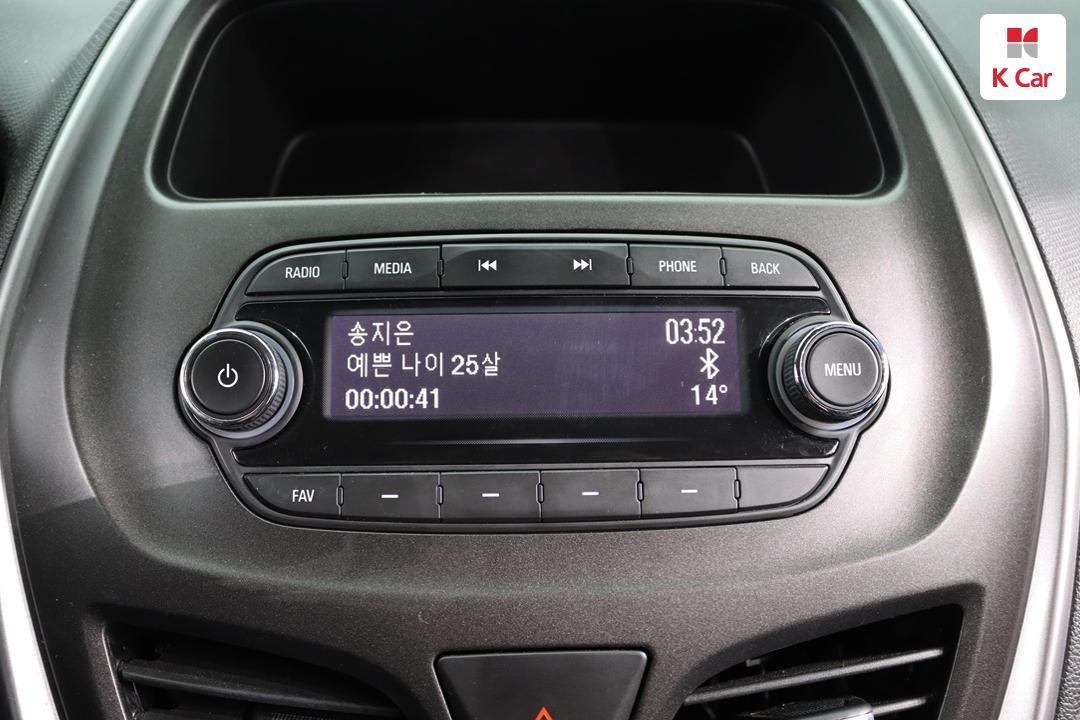 K Car
RADIO MEDIA PHONE BACK
송지은 03:52
예쁜 나이 25살
00:00:41 14°
MENU
FAV